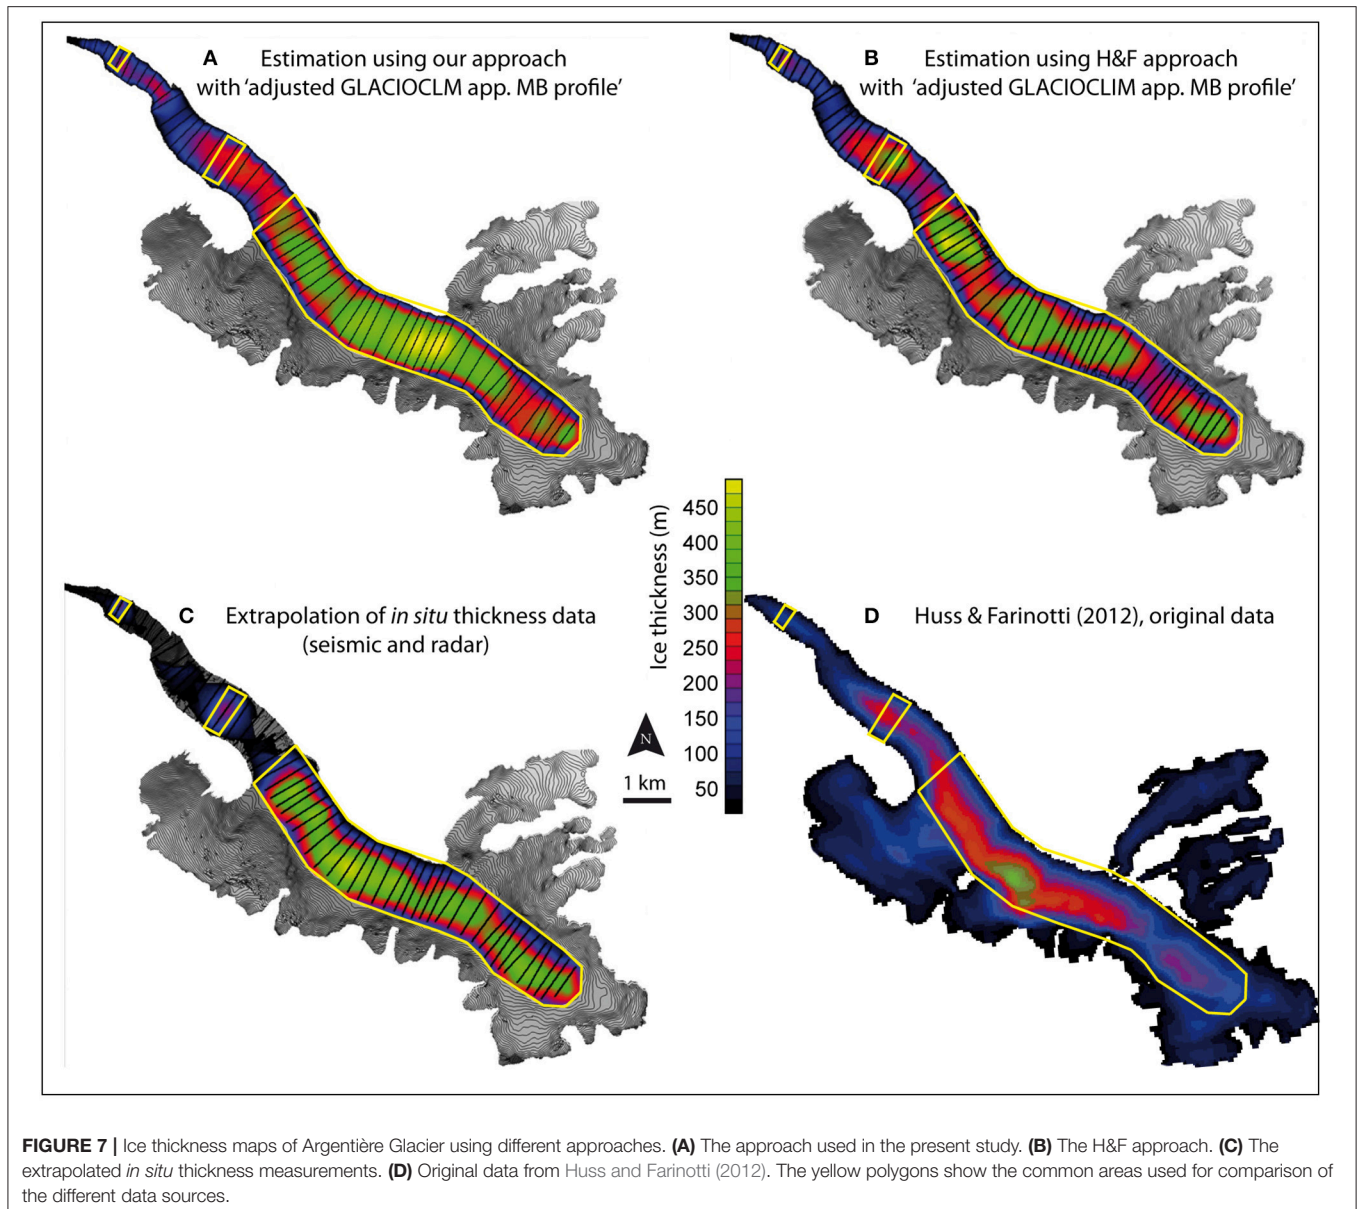 A Estimation using our approach
with 'adjusted GLACIOCLM app. MB profile'
B Estimation using H&F approach
with 'adjusted GLACIOCLIM app. MB profile'
C Extrapolation of in situ thickness data
(seismic and radar)
Ice thickness (m)
450
400
350
300
250
200
150
100
50
N
1 km
D Huss & Farinotti (2012), original data
FIGURE 7 | Ice thickness maps of Argentière Glacier using different approaches. (A) The approach used in the present study. (B) The H&F approach. (C) The
extrapolated in situ thickness measurements. (D) Original data from Huss and Farinotti (2012). The yellow polygons show the common areas used for comparison of
the different data sources.